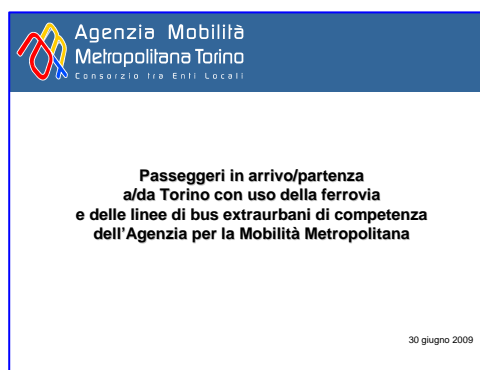 Agenzia Mobilità
Metropolitana Torino
Consorzio tra Enti Locali
Passeggeri in arrivo/partenza
a/da Torino con uso della ferrovia
e delle linee di bus extraurbani di competenza
dell'Agenzia per la Mobilità Metropolitana
30 giugno 2009